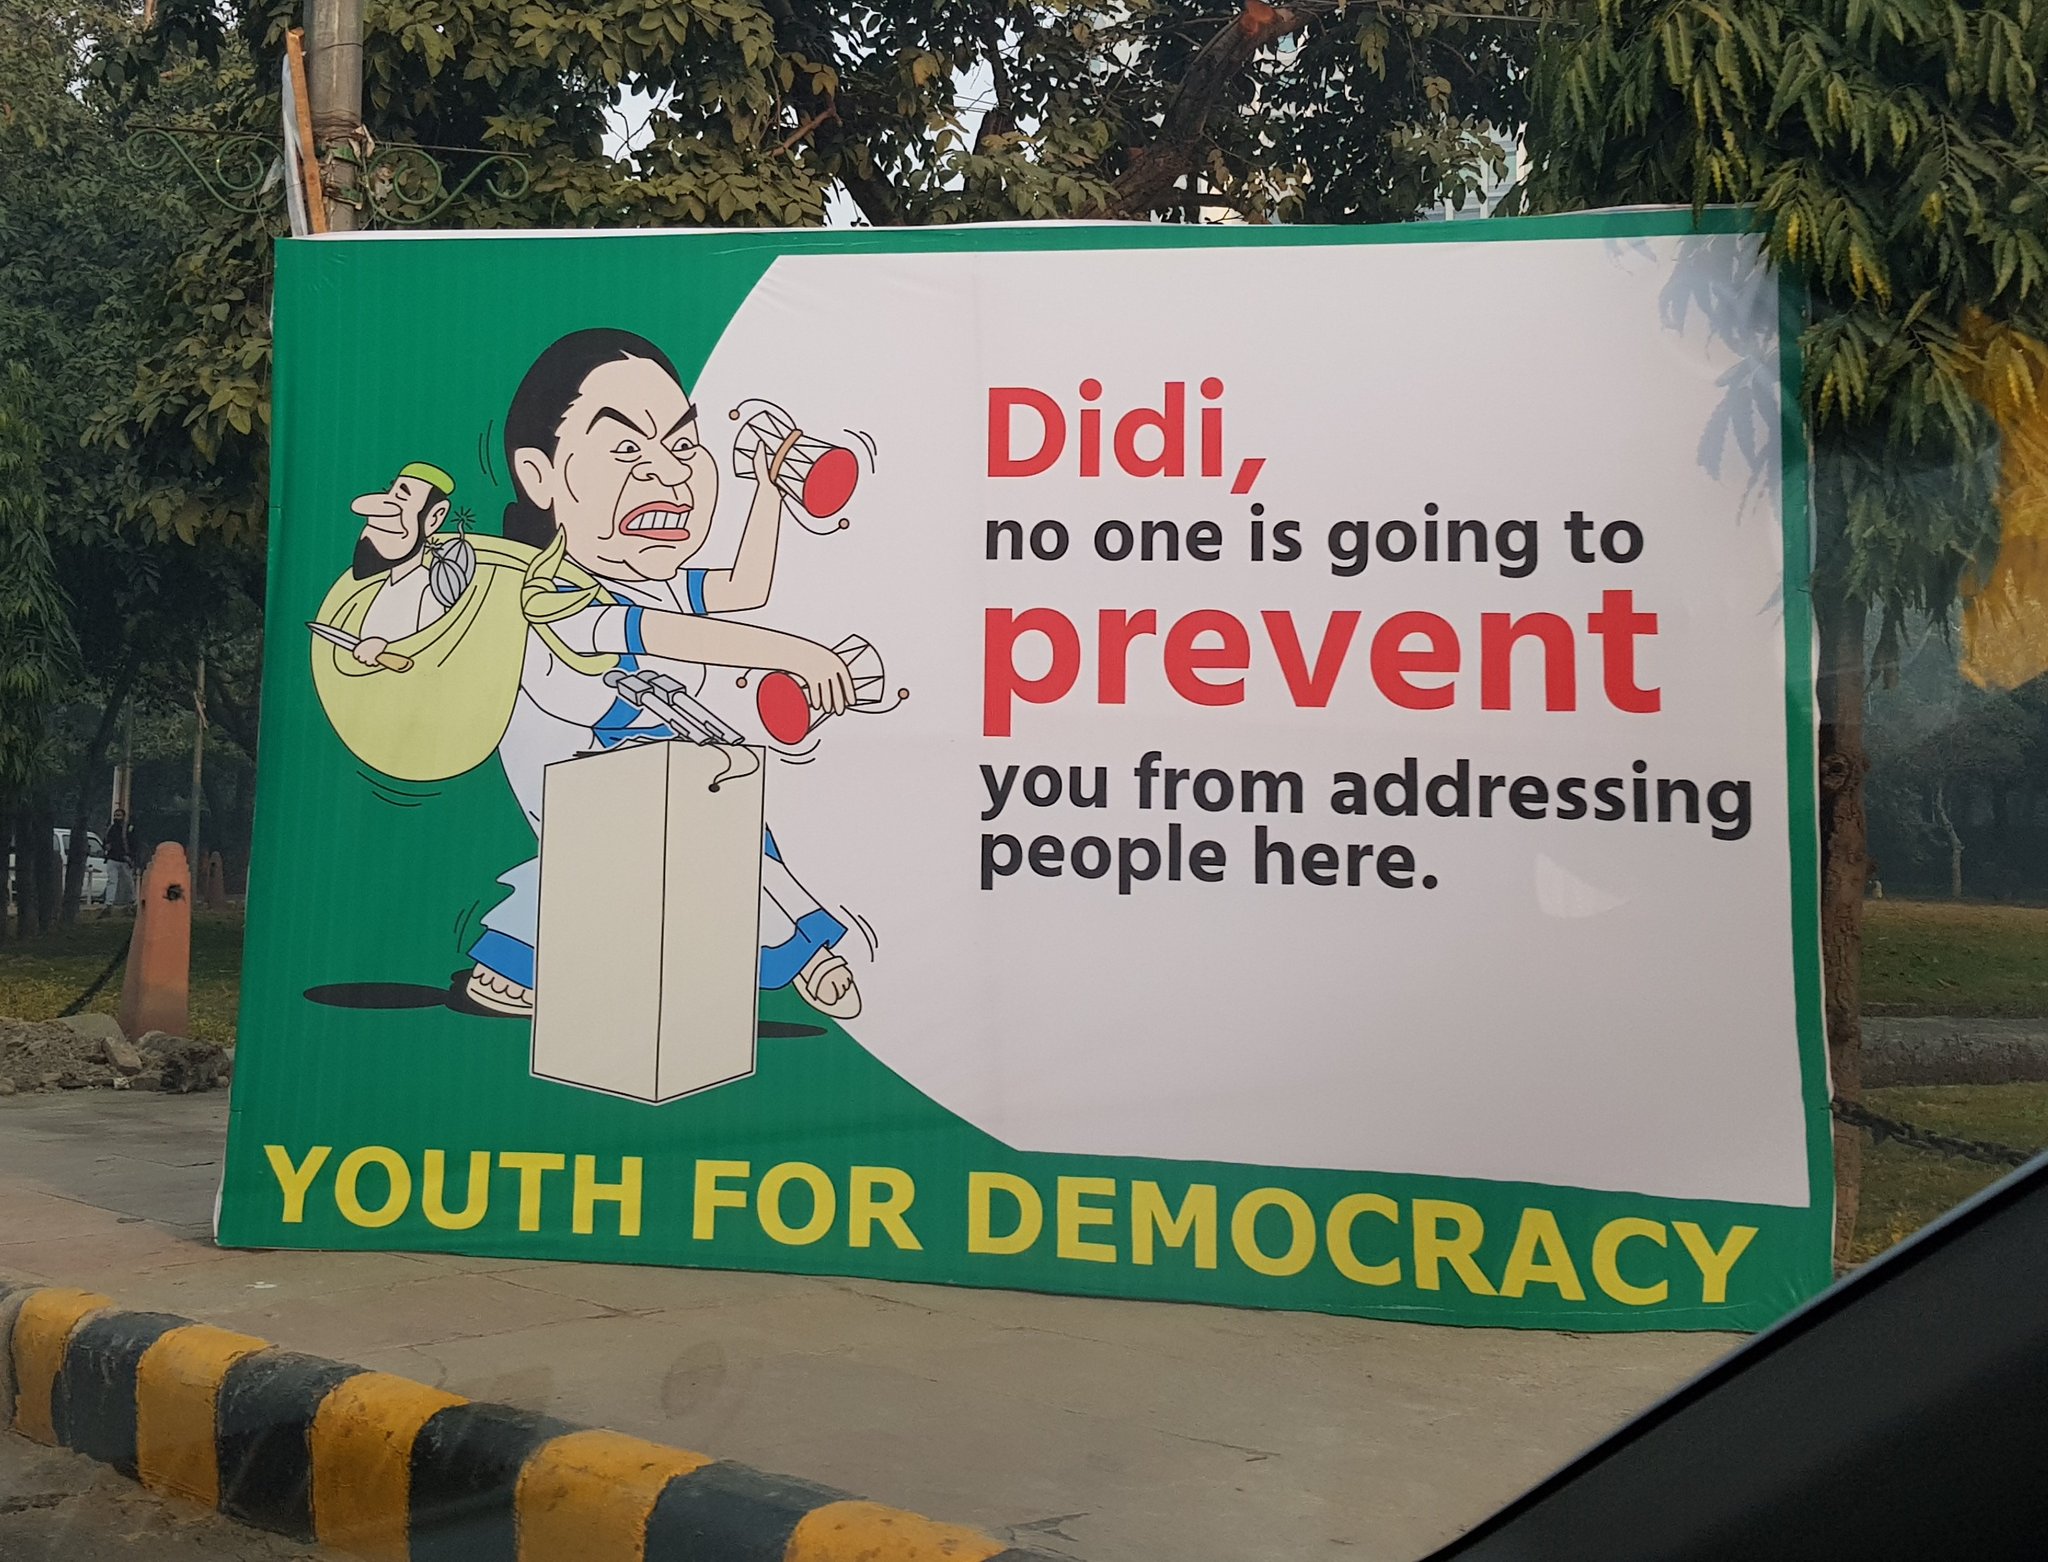 Didi,
no one is going to
prevent
you from addressing
people here.
YOUTH FOR DEMOCRACY